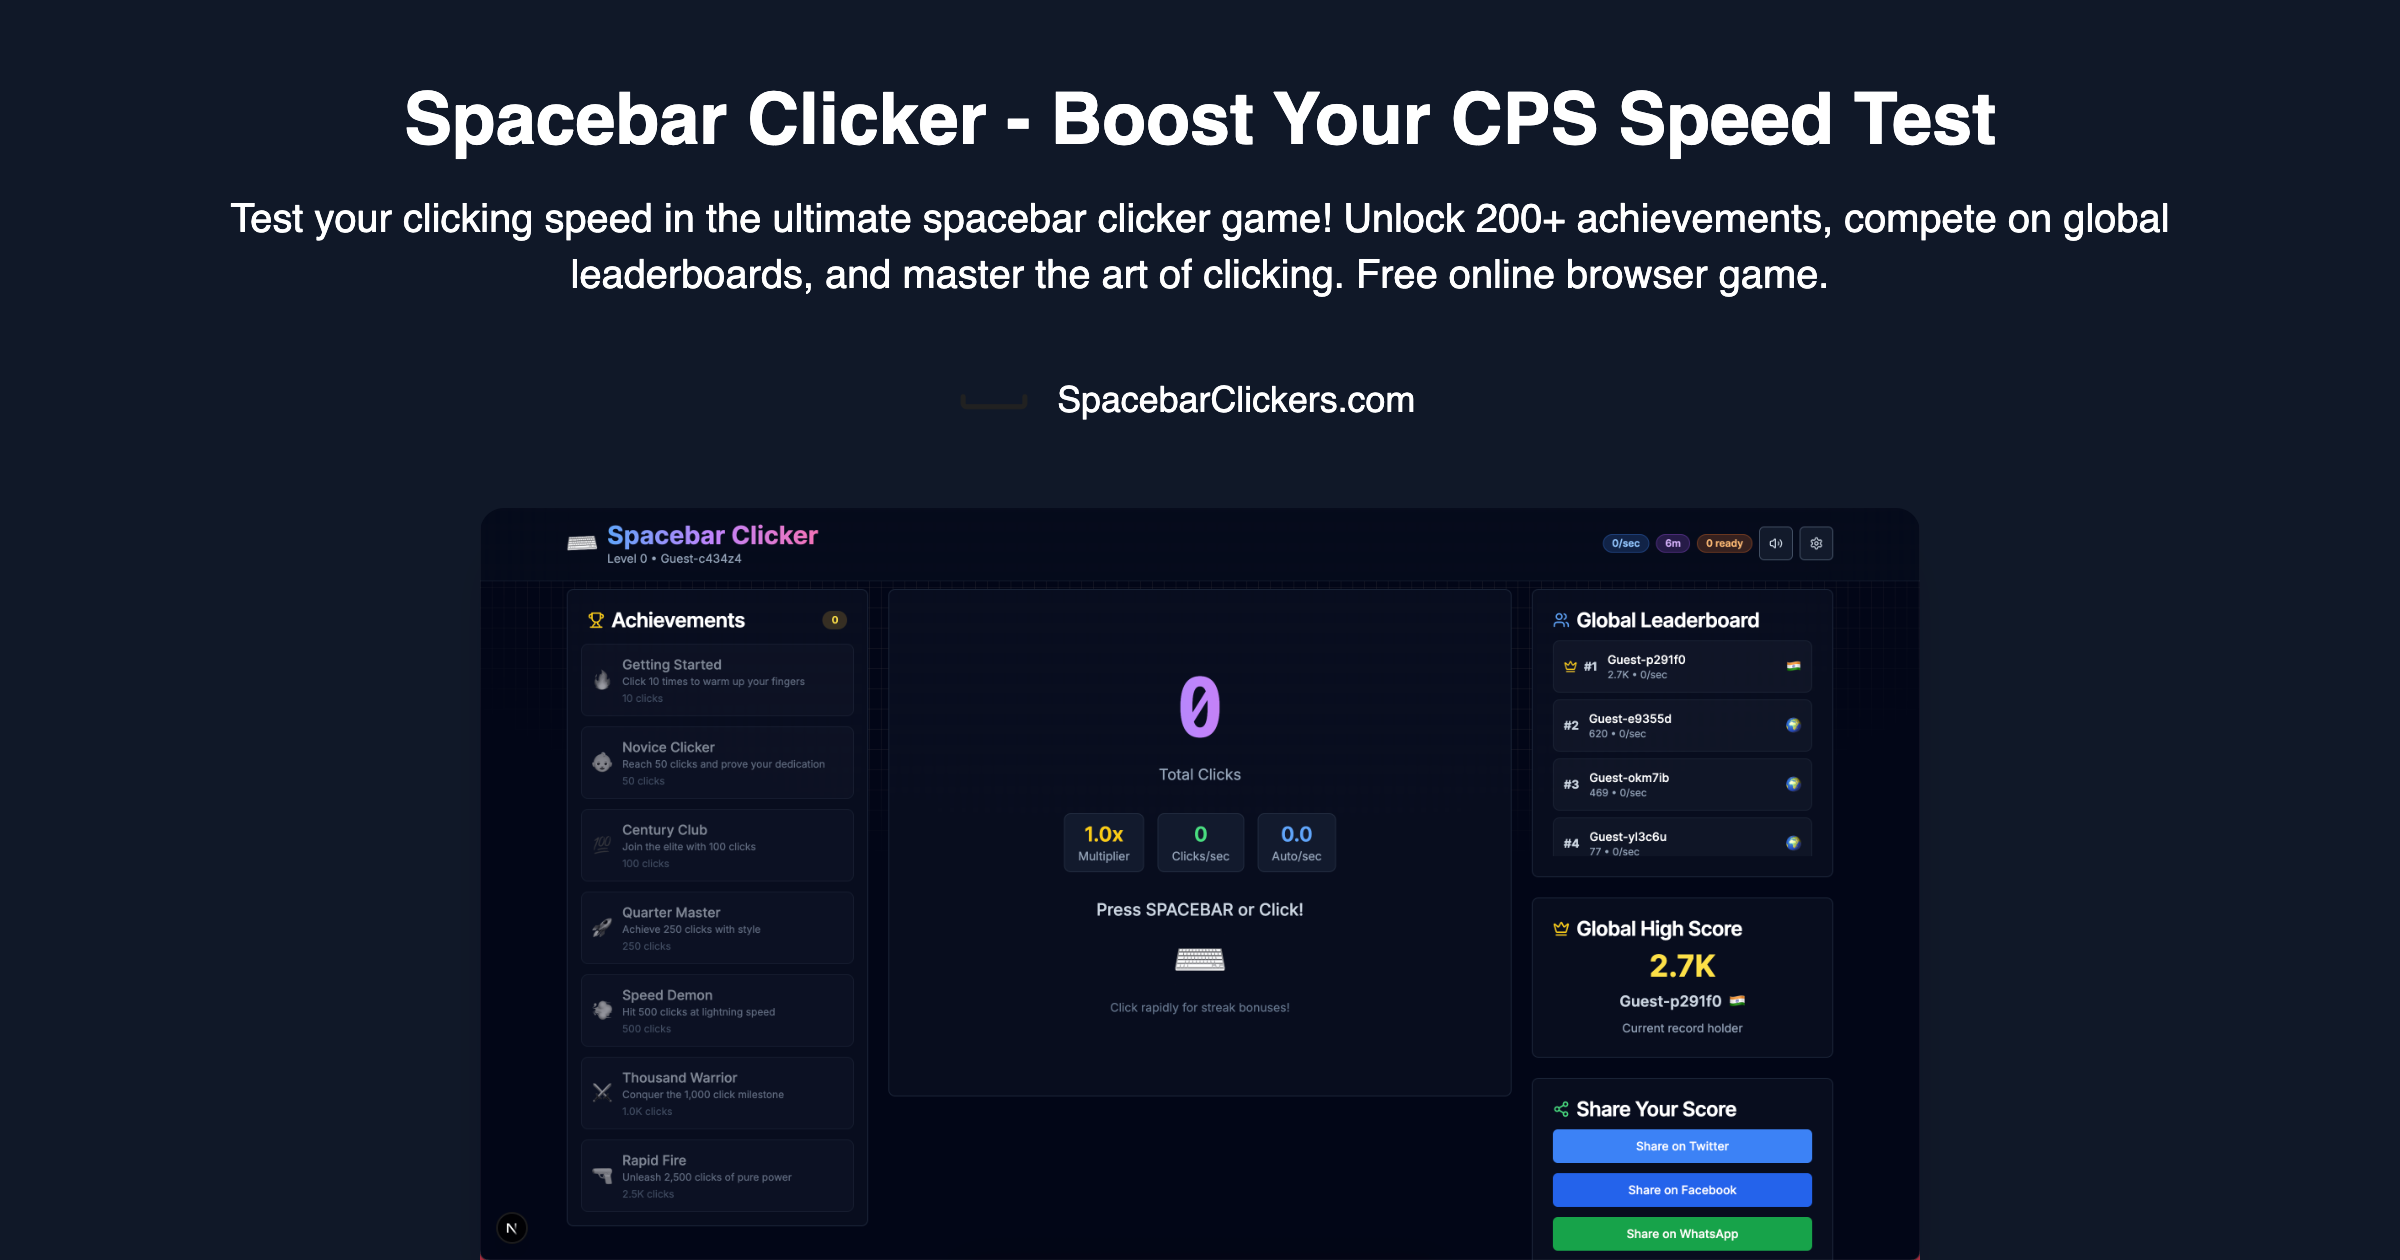 Spacebar Clicker - Boost Your CPS Speed Test
Test your clicking speed in the ultimate spacebar clicker game! Unlock 200+ achievements, compete on global
leaderboards, and master the art of clicking. Free online browser game.
SpacebarClickers.com
Spacebar Clicker
Level 0 • Guest-c434z4
0/sec
6m
0 ready
Achievements
0
Getting Started
Click 10 times to warm up your fingers
10 clicks
Novice Clicker
Reach 50 clicks and prove your dedication
50 clicks
100
Century Club
Join the elite with 100 clicks
100 clicks
Quarter Master
Achieve 250 clicks with style
250 clicks
Speed Demon
Hit 500 clicks at lightning speed
500 clicks
Thousand Warrior
Conquer the 1,000 click milestone
1.0K clicks
Rapid Fire
Unleash 2,500 clicks of pure power
2.5K clicks
N
0
Total Clicks
1.0x
Multiplier
0
Clicks/sec
0.0
Auto/sec
Press SPACEBAR or Click!
Click rapidly for streak bonuses!
Global Leaderboard
#1
Guest-p291f0
2.7K • 0/sec
#2
Guest-e9355d
620 • 0/sec
#3
Guest-okm7ib
469 • 0/sec
#4
Guest-yl3c6u
77 • 0/sec
Global High Score
2.7K
Guest-p291f0
Current record holder
Share Your Score
Share on Twitter
Share on Facebook
Share on WhatsApp